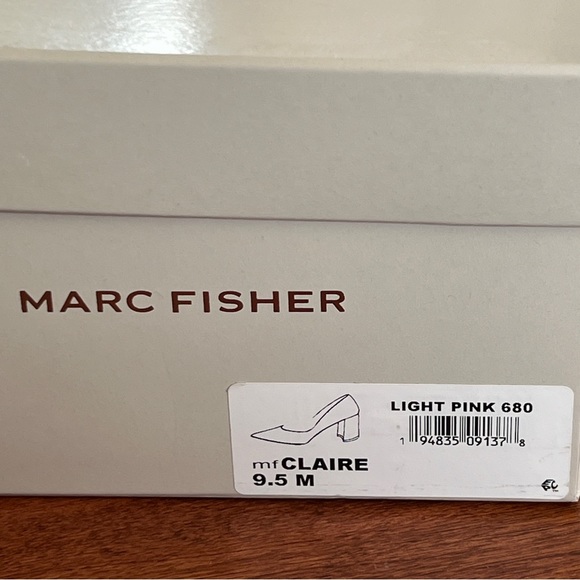 MARC FISHER
LIGHT PINK 680
1 94835 09137 8
mfCLAIRE
9.5 M